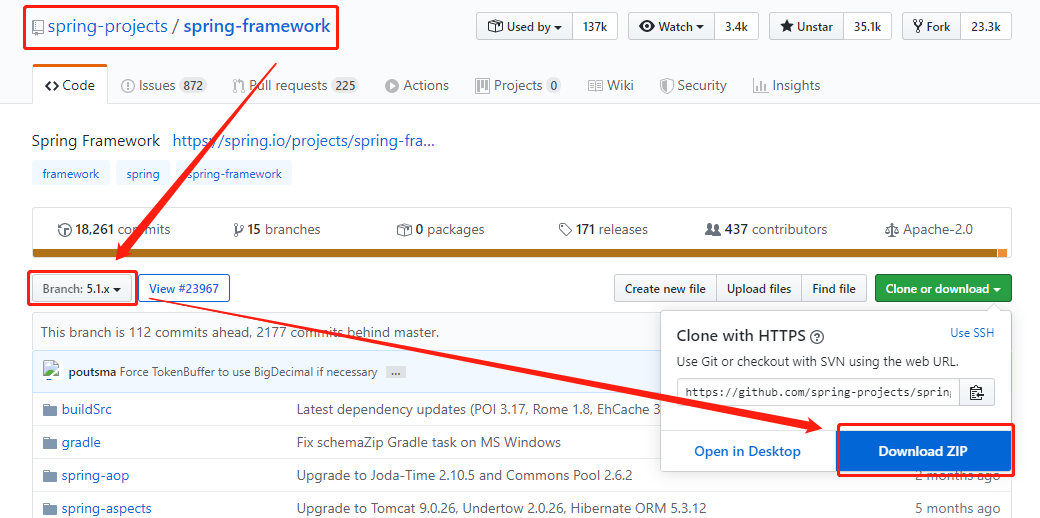 spring-projects / spring-framework
Used by 137k Watch 3.4k Unstar 35.1k Fork 23.3k
Code Issues 872 Pull requests 225 Actions Projects 0 Wiki Security Insights
Spring Framework https://spring.io/projects/spring-fra...
framework spring spring-framework
18,261 commits 15 branches 0 packages 171 releases 437 contributors Apache-2.0
Branch: 5.1.x View #23967 Create new file Upload files Find file Clone or download
This branch is 112 commits ahead, 2177 commits behind master.
Clone with HTTPS ? Use SSH
Use Git or checkout with SVN using the web URL.
https://github.com/spring-projects/spring
poutsma Force TokenBuffer to use BigDecimal if necessary ...
buildSrc Latest dependency updates (POI 3.17, Rome 1.8, EhCache 3
gradle Fix schemaZip Gradle task on MS Windows
Open in Desktop Download ZIP
spring-aop Upgrade to Joda-Time 2.10.5 and Commons Pool 2.6.2 2 months ago
spring-aspects Upgrade to Tomcat 9.0.26, Undertow 2.0.26, Hibernate ORM 5.3.12 5 months ago